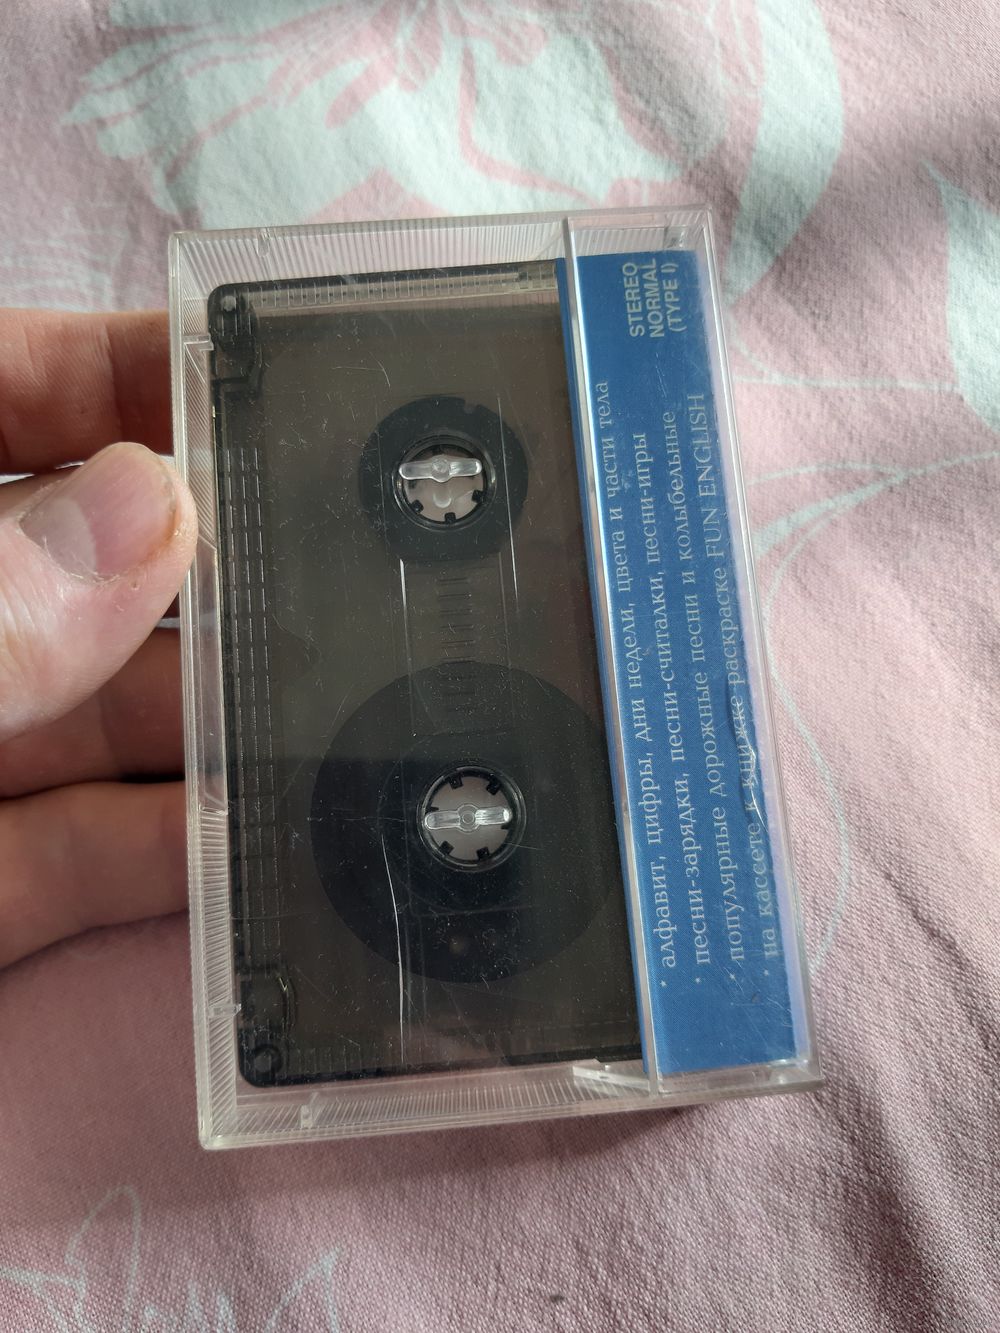 * алфавит, цифры, дни недели, цвета и части тела
* песни-зарядки, песни-считалки, песни-игры
* популярные дорожные песни и колыбельные
* на кассете к книжке раскраске FUN ENGLISH
STEREO
NORMAL
(TYPE I)